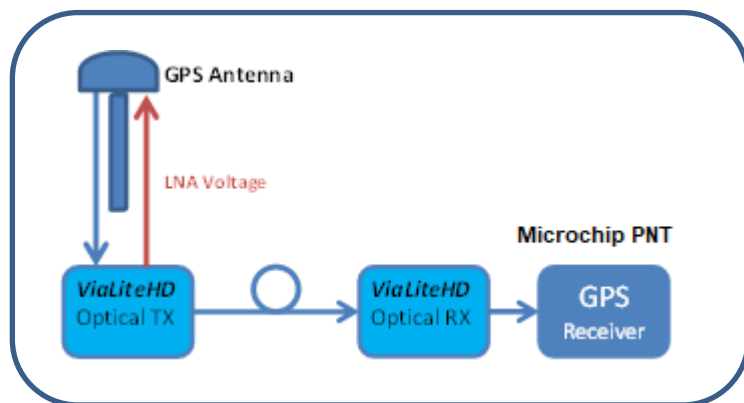 GPS Antenna
LNA Voltage
Microchip PNT
ViaLiteHD
Optical TX
ViaLiteHD
Optical RX
GPS
Receiver